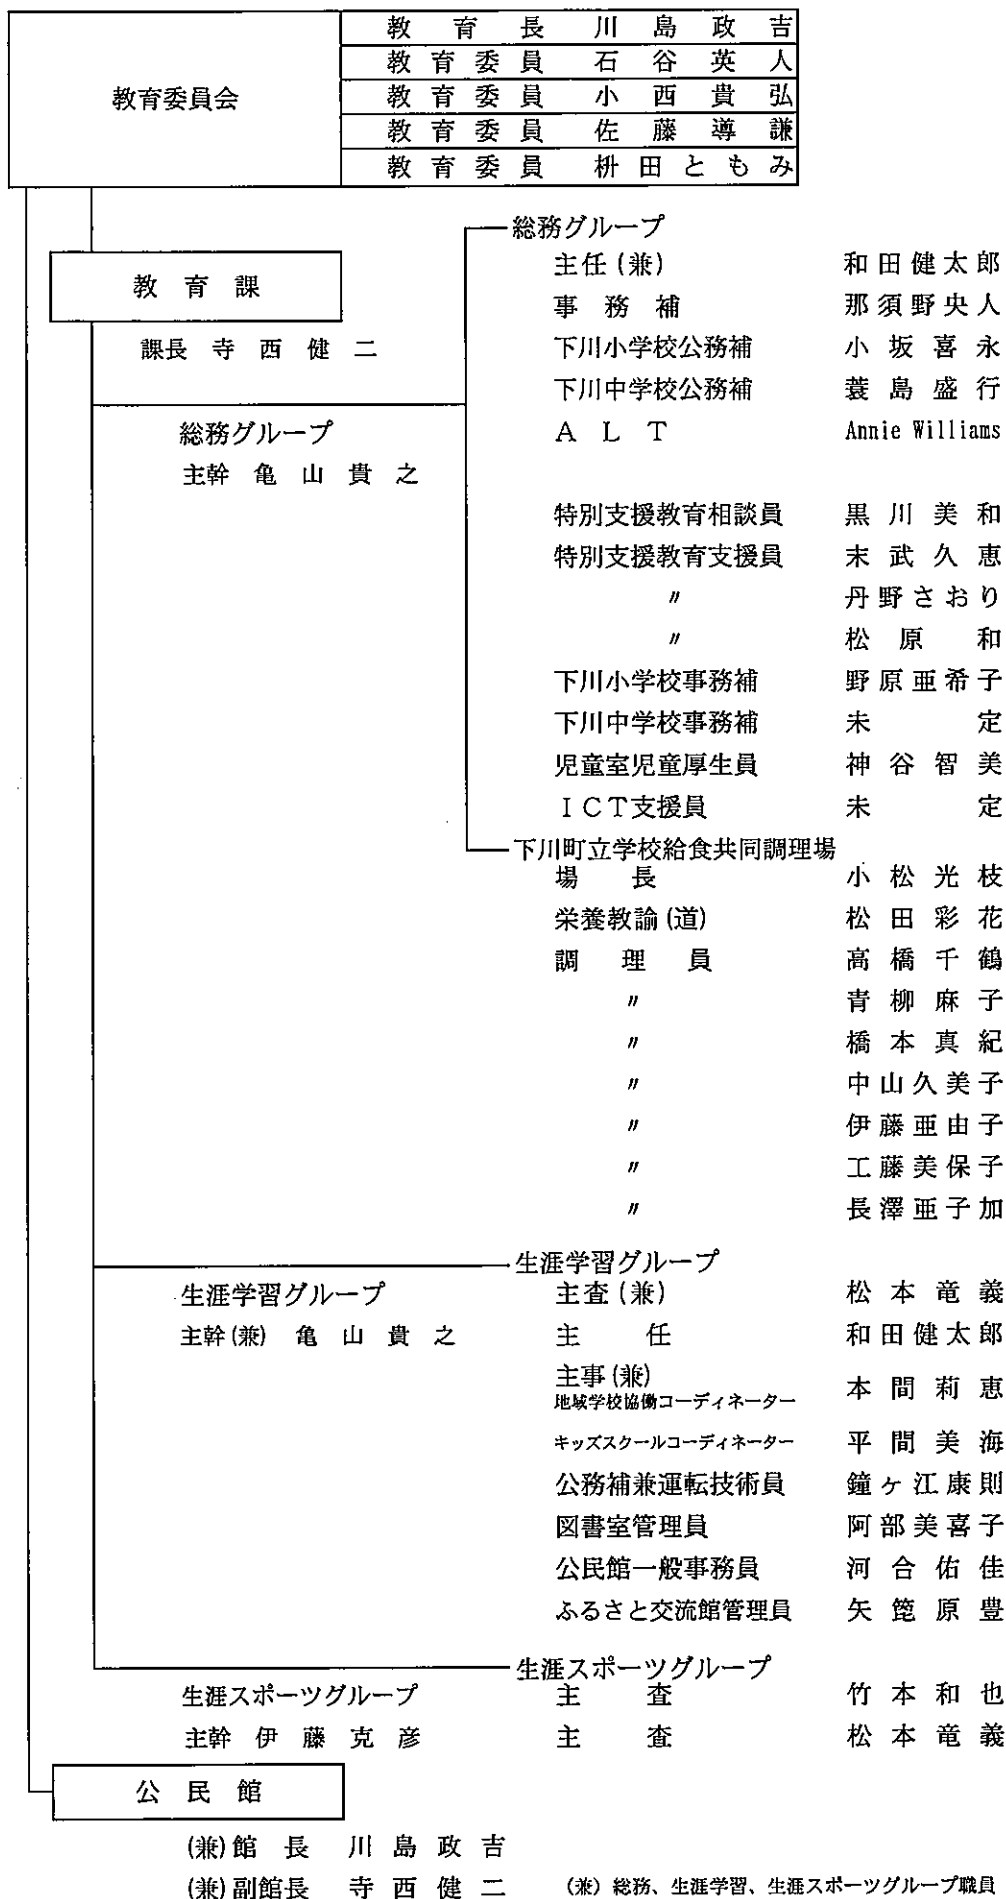 教育委員会
教育長 川島政吉
教育委員 石谷英人
教育委員 小西貴弘
教育委員 佐藤導謙
教育委員 枡田ともみ
教育課
課長 寺西健二
総務グループ
主幹 亀山貴之
総務グループ
主任(兼) 和田健太郎
事務補 那須野央人
下川小学校公務補 小坂喜永
下川中学校公務補 蓑島盛行
ALT Annie Williams
特別支援教育相談員 黒川美和
特別支援教育支援員 末武久恵
〃 丹野さおり
〃 松原和
下川小学校事務補 野原亜希子
下川中学校事務補 未定
児童室児童厚生員 神谷智美
ICT支援員 未定
下川町立学校給食共同調理場
場長 小松光枝
栄養教諭(道) 松田彩花
調理員 高橋千鶴
〃 青柳麻子
〃 橋本真紀
〃 中山久美子
〃 伊藤亜由子
〃 工藤美保子
〃 長澤亜子加
生涯学習グループ
主幹(兼) 亀山貴之
生涯学習グループ
主査(兼) 松本竜義
主任 和田健太郎
主事(兼)
地域学校協働コーディネーター 本間莉恵
キッズスクールコーディネーター 平間美海
公務補兼運転技術員 鐘ヶ江康則
図書室管理員 阿部美喜子
公民館一般事務員 河合佑佳
ふるさと交流館管理員 矢箆原豊
生涯スポーツグループ
主幹 伊藤克彦
生涯スポーツグループ
主査 竹本和也
主査 松本竜義
公民館
(兼)館長 川島政吉
(兼)副館長 寺西健二
(兼)総務、生涯学習、生涯スポーツグループ職員